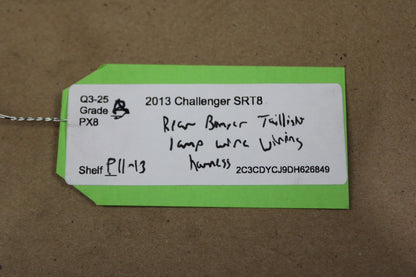 Q3-25
Grade B
PX8
2013 Challenger SRT8
Rear Bumper Taillight
lamp wire Wiring
harness
Shelf P11-13
2C3CDYCJ9DH626849